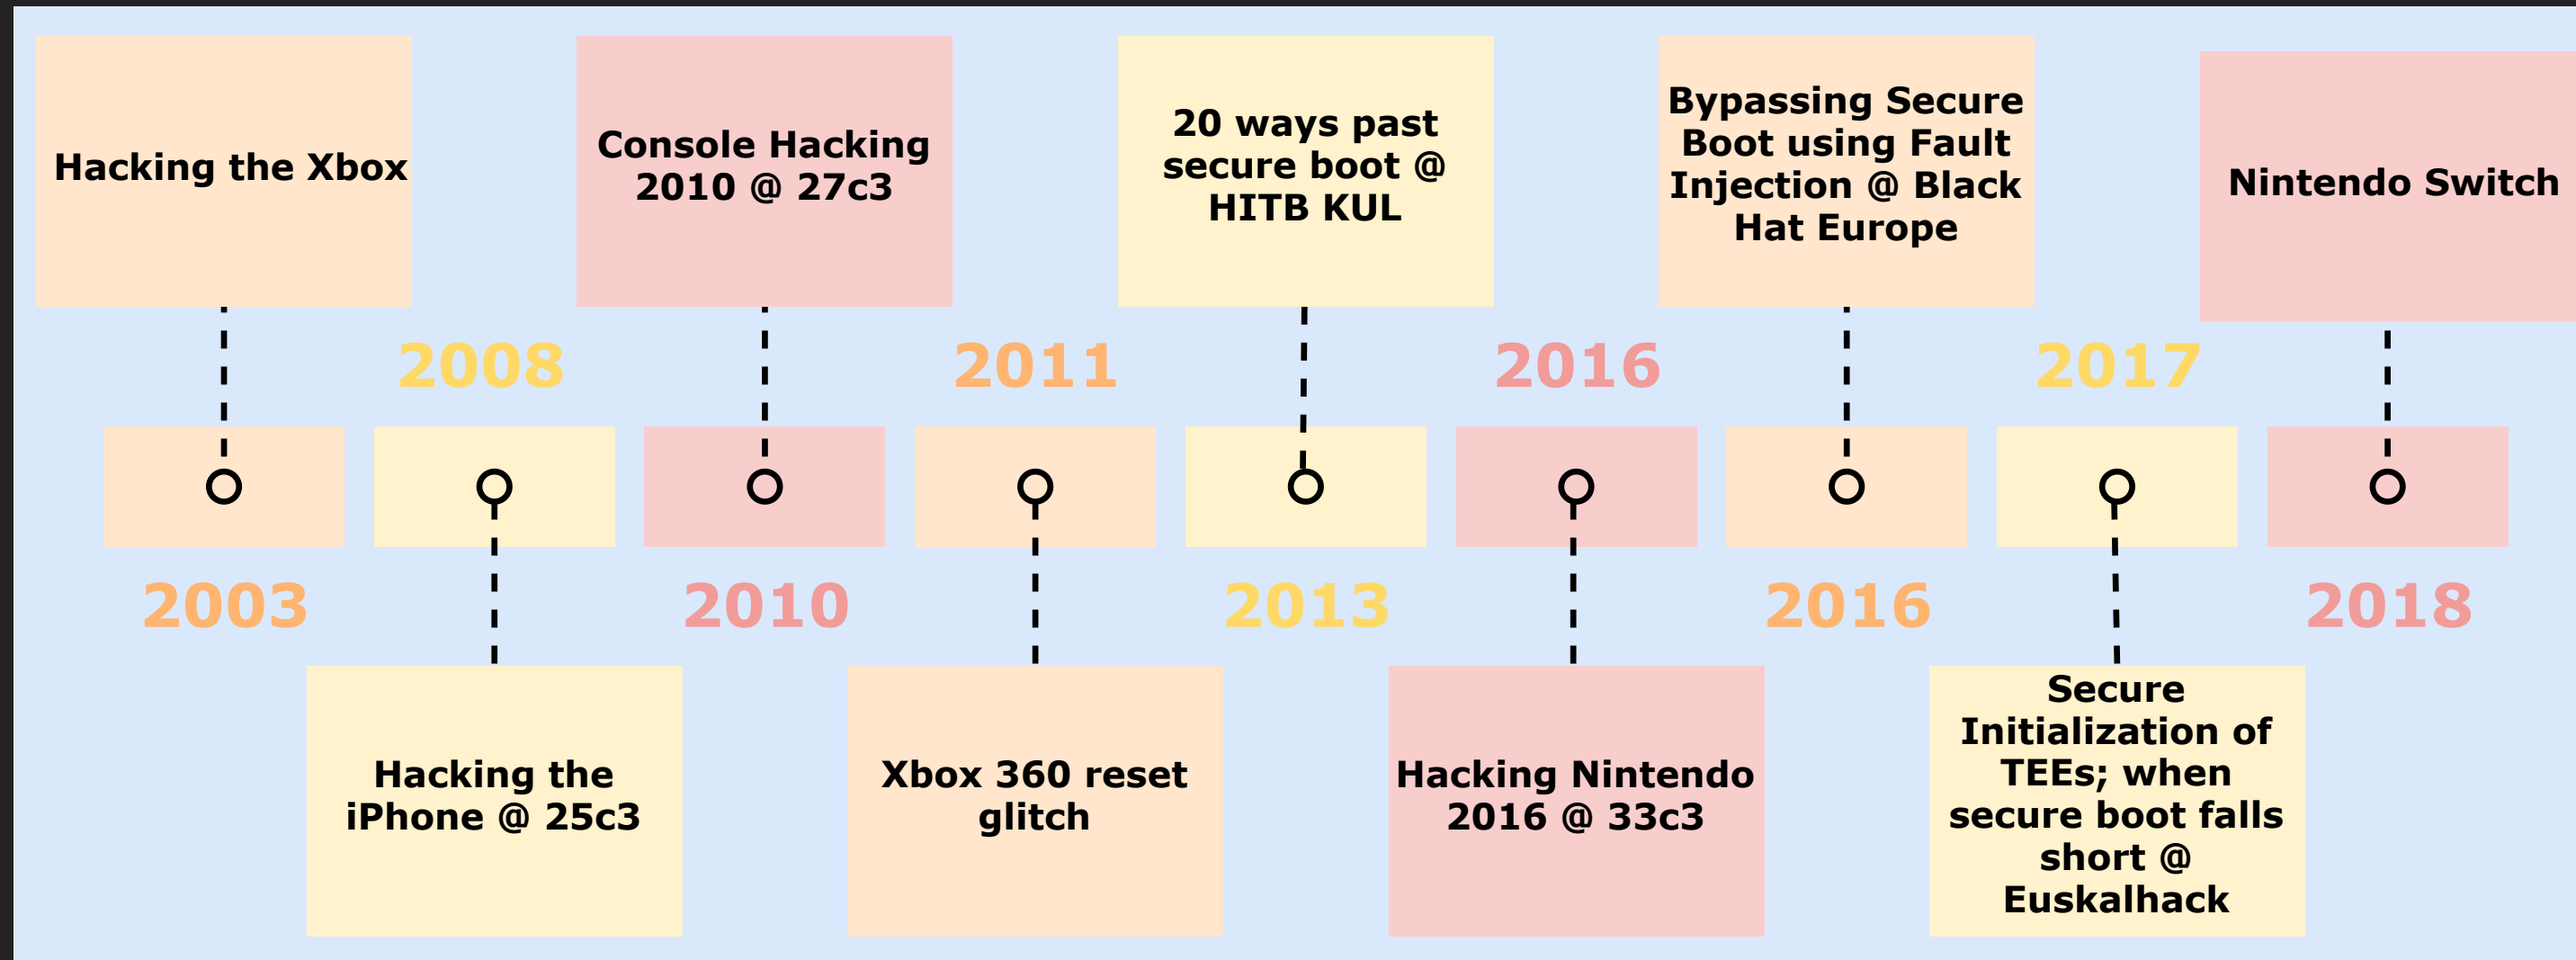 Hacking the Xbox
2003
2008
Hacking the
iPhone @ 25c3
Console Hacking
2010 @ 27c3
2010
2011
Xbox 360 reset
glitch
20 ways past
secure boot @
HITB KUL
2013
2016
Hacking Nintendo
2016 @ 33c3
Bypassing Secure
Boot using Fault
Injection @ Black
Hat Europe
2016
2017
Secure
Initialization of
TEEs; when
secure boot falls
short @
Euskalhack
Nintendo Switch
2018